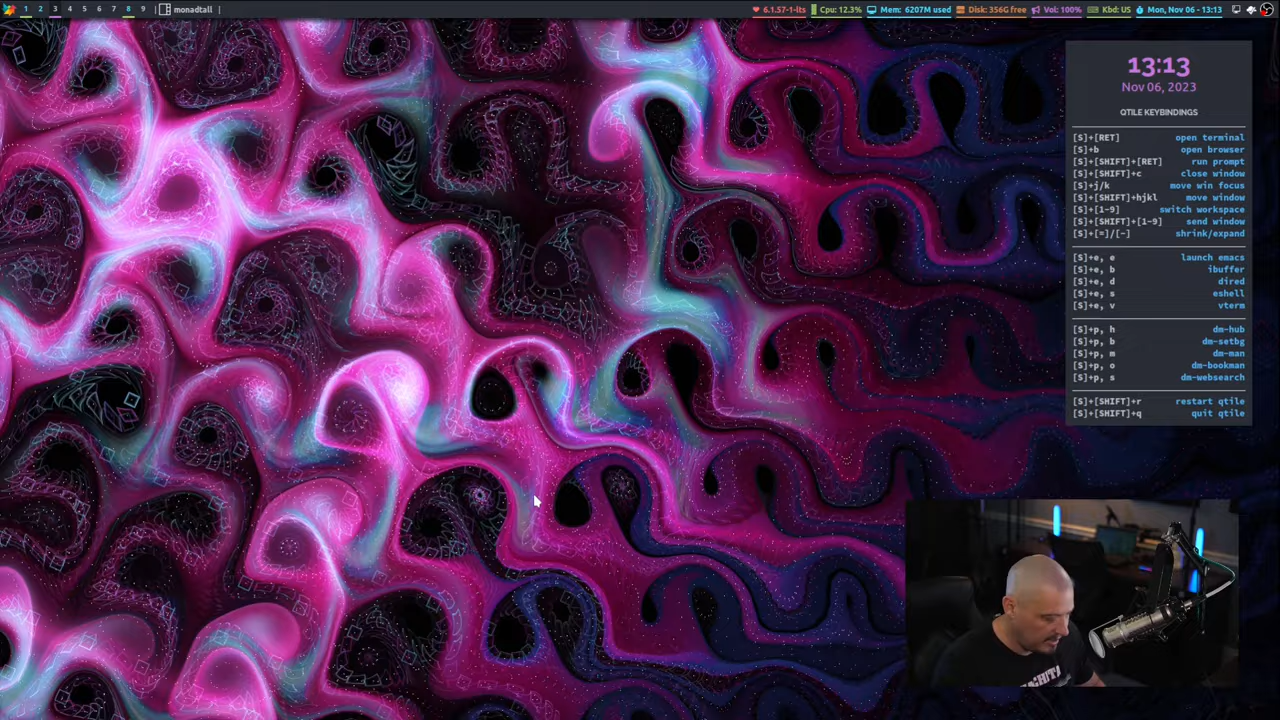 1 2 3 4 5 6 7 8 9 | monadtall |
6.1.57-1-lts Cpu: 12.3% Mem: 6207M used Disk: 356G free Vol: 100% Kbd: US Mon, Nov 06 - 13:13
13:13
Nov 06, 2023
QTILE KEYBINDINGS
[S]+[RET] open terminal
[S]+b open browser
[S]+[SHIFT]+[RET] run prompt
[S]+[SHIFT]+c close window
[S]+j/k move win focus
[S]+[SHIFT]+hjkl move window
[S]+[1-9] switch workspace
[S]+[SHIFT]+[1-9] send window
[S]+[=]/[-] shrink/expand
[S]+e, e launch emacs
[S]+e, b ibuffer
[S]+e, d dired
[S]+e, s eshell
[S]+e, v vterm
[S]+p, h dm-hub
[S]+p, b dm-setbg
[S]+p, m dm-man
[S]+p, o dm-bookman
[S]+p, s dm-websearch
[S]+[SHIFT]+r restart qtile
[S]+[SHIFT]+q quit qtile